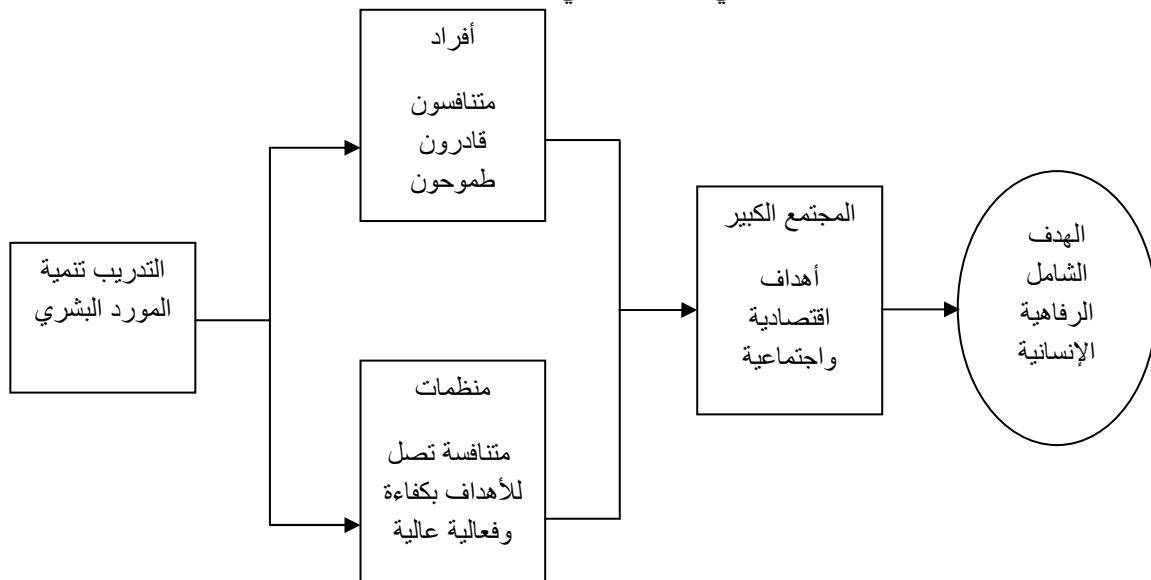 أفراد
متنافسون
قادرون
طموحون
التدريب تنمية
المورد البشري
منظمات
متنافسة تصل
للأهداف بكفاءة
وفعالية عالية
المجتمع الكبير
أهداف
اقتصادية
واجتماعية
الهدف
الشامل
الرفاهية
الإنسانية